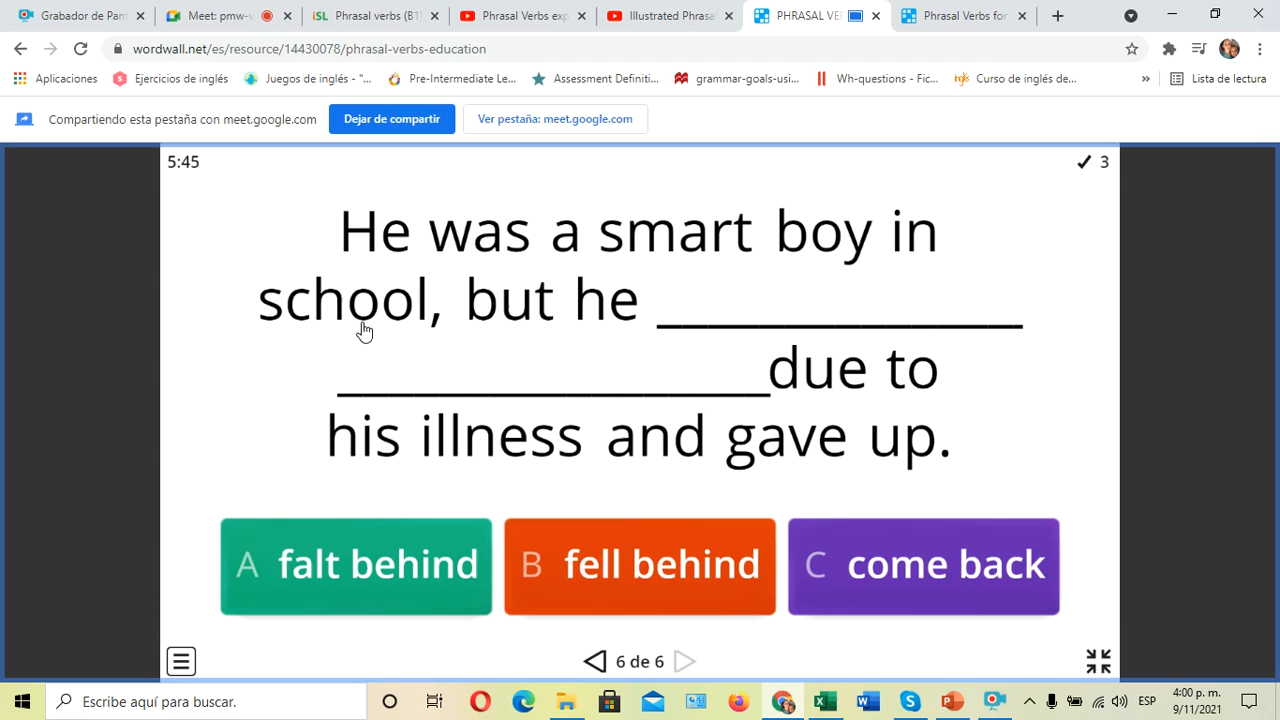 Grabador de Pant
Meet: pmw-v
Phrasal verbs (B1)
Phrasal Verbs exp
Illustrated Phrasa
PHRASAL VE
Phrasal Verbs for
wordwall.net/es/resource/14430078/phrasal-verbs-education
Aplicaciones
Ejercicios de inglés
Juegos de inglés - "...
Pre-Intermediate Le...
Assessment Definiti...
grammar-goals-usi...
Wh-questions - Fic...
inglés
Curso de inglés de...
»
Lista de lectura
Compartiendo esta pestaña con meet.google.com
Dejar de compartir
Ver pestaña: meet.google.com
5:45
3
He was a smart boy in
school, but he ______________
_________________due to
his illness and gave up.
A falt behind
B fell behind
C come back
6 de 6
Escribe aquí para buscar.
ESP
4:00 p. m.
9/11/2021